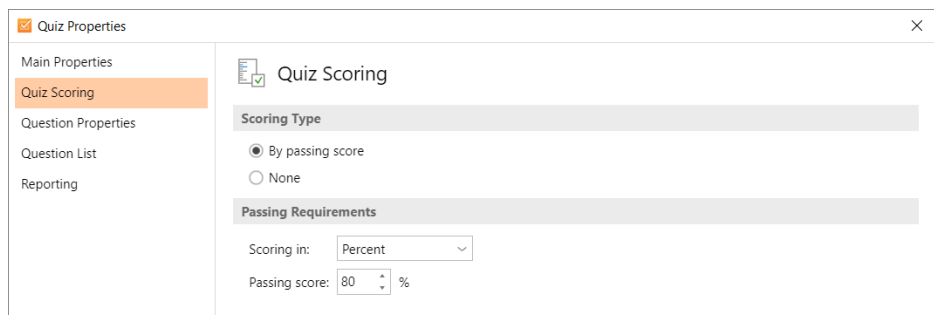 Quiz Properties
Main Properties
Quiz Scoring
Question Properties
Question List
Reporting
Quiz Scoring
Scoring Type
By passing score
None
Passing Requirements
Scoring in: Percent
Passing score: 80 %